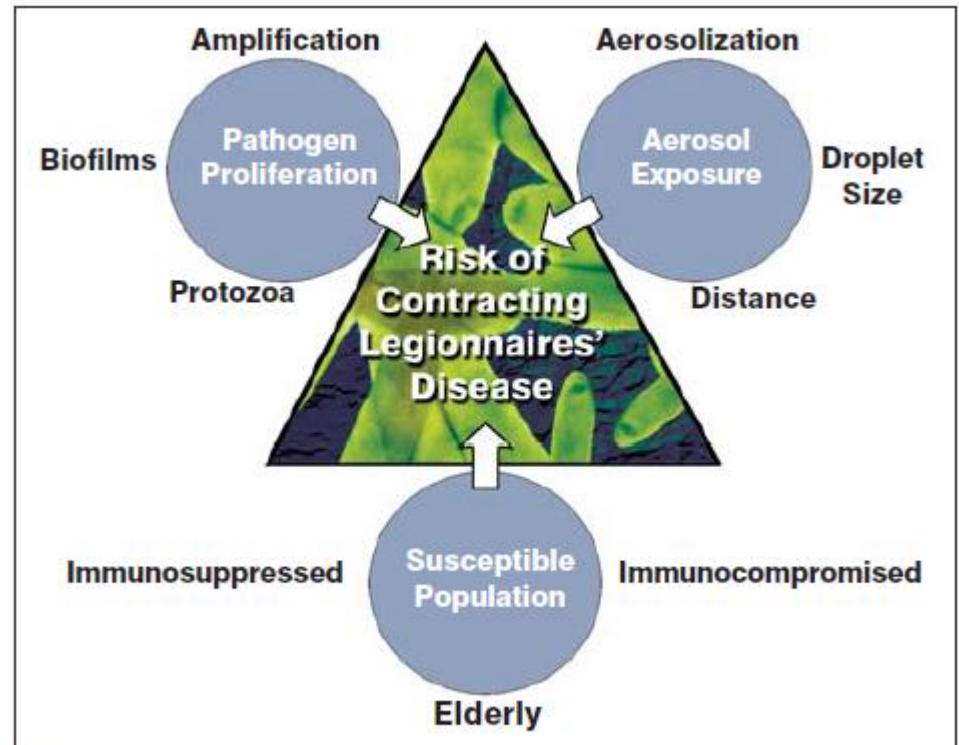 Amplification
Aerosolization
Pathogen
Proliferation
Biofilms
Protozoa
Aerosol
Exposure
Droplet
Size
Distance
Risk of
Contracting
Legionnaires'
Disease
Immunosuppressed
Susceptible
Population
Immunocompromised
Elderly